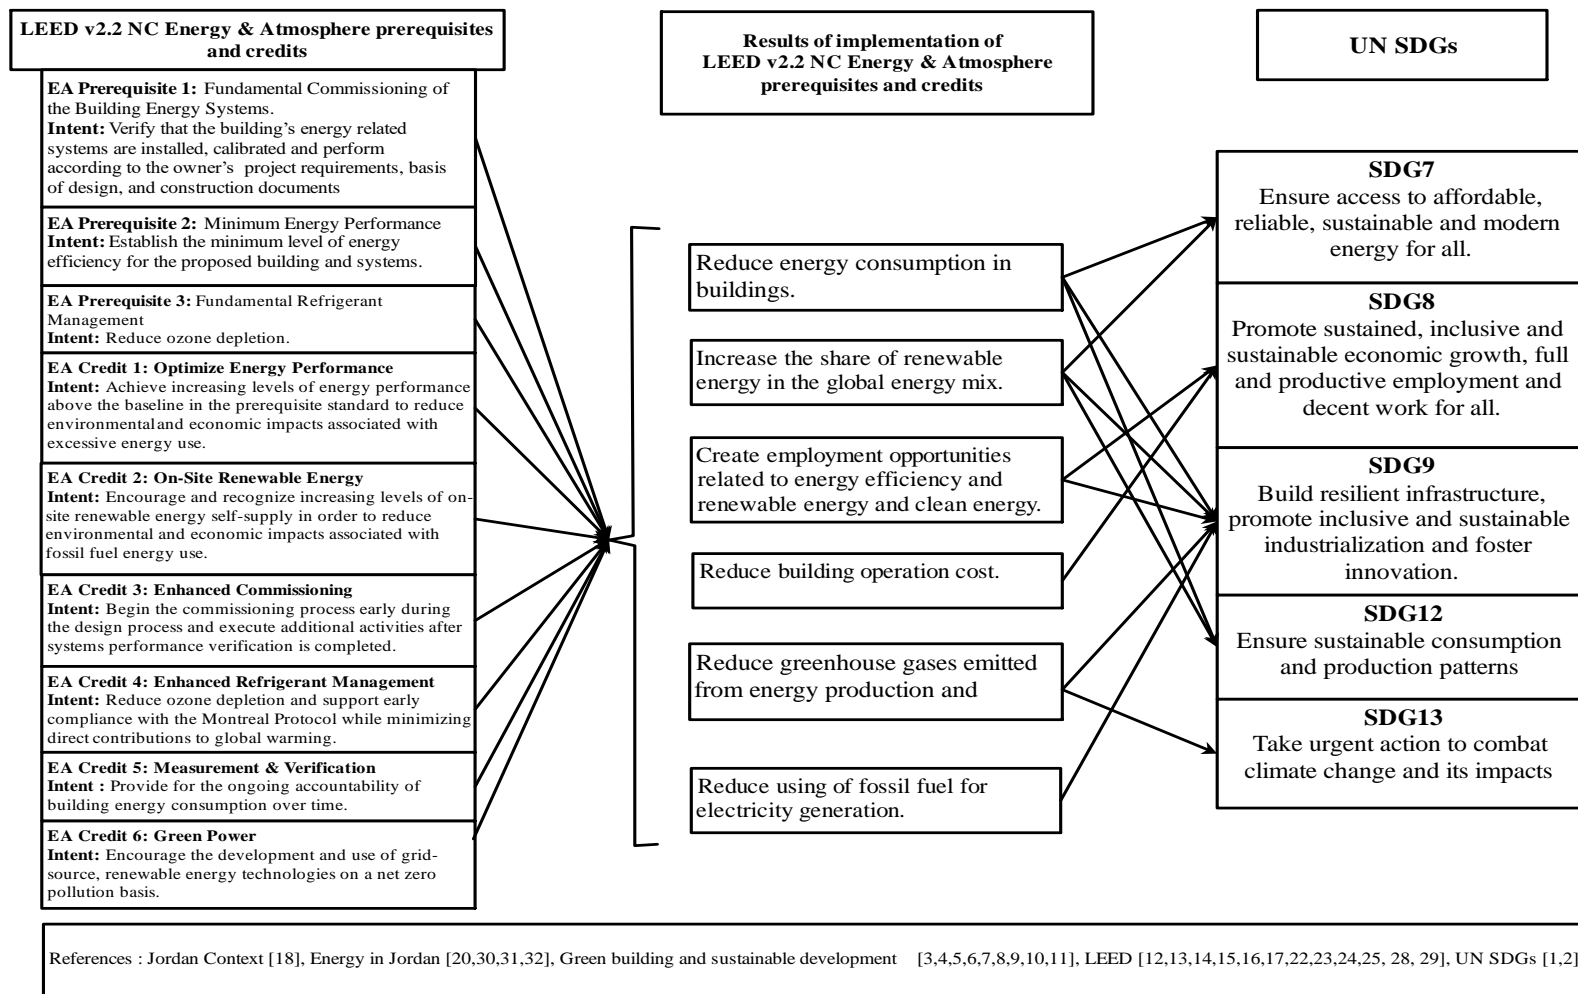 LEED v2.2 NC Energy & Atmosphere prerequisites
and credits
EA Prerequisite 1: Fundamental Commissioning of
the Building Energy Systems.
Intent: Verify that the building's energy related
systems are installed, calibrated and perform
according to the owner's project requirements, basis
of design, and construction documents
EA Prerequisite 2: Minimum Energy Performance
Intent: Establish the minimum level of energy
efficiency for the proposed building and systems.
EA Prerequisite 3: Fundamental Refrigerant
Management
Intent: Reduce ozone depletion.
EA Credit 1: Optimize Energy Performance
Intent: Achieve increasing levels of energy performance
above the baseline in the prerequisite standard to reduce
environmental and economic impacts associated with
excessive energy use.
EA Credit 2: On-Site Renewable Energy
Intent: Encourage and recognize increasing levels of on-
site renewable energy self-supply in order to reduce
environmental and economic impacts associated with
fossil fuel energy use.
EA Credit 3: Enhanced Commissioning
Intent: Begin the commissioning process early during
the design process and execute additional activities after
systems performance verification is completed.
EA Credit 4: Enhanced Refrigerant Management
Intent: Reduce ozone depletion and support early
compliance with the Montreal Protocol while minimizing
direct contributions to global warming.
EA Credit 5: Measurement & Verification
Intent : Provide for the ongoing accountability of
building energy consumption over time.
EA Credit 6: Green Power
Intent: Encourage the development and use of grid-
source, renewable energy technologies on a net zero
pollution basis.
Results of implementation of
LEED v2.2 NC Energy & Atmosphere
prerequisites and credits
Reduce energy consumption in
buildings.
Increase the share of renewable
energy in the global energy mix.
Create employment opportunities
related to energy efficiency and
renewable energy and clean energy.
Reduce building operation cost.
Reduce greenhouse gases emitted
from energy production and
Reduce using of fossil fuel for
electricity generation.
UN SDGs
SDG7
Ensure access to affordable,
reliable, sustainable and modern
energy for all.
SDG8
Promote sustained, inclusive and
sustainable economic growth, full
and productive employment and
decent work for all.
SDG9
Build resilient infrastructure,
promote inclusive and sustainable
industrialization and foster
innovation.
SDG12
Ensure sustainable consumption
and production patterns
SDG13
Take urgent action to combat
climate change and its impacts
References : Jordan Context [18], Energy in Jordan [20,30,31,32], Green building and sustainable development [3,4,5,6,7,8,9,10,11], LEED [12,13,14,15,16,17,22,23,24,25, 28, 29], UN SDGs [1,2]